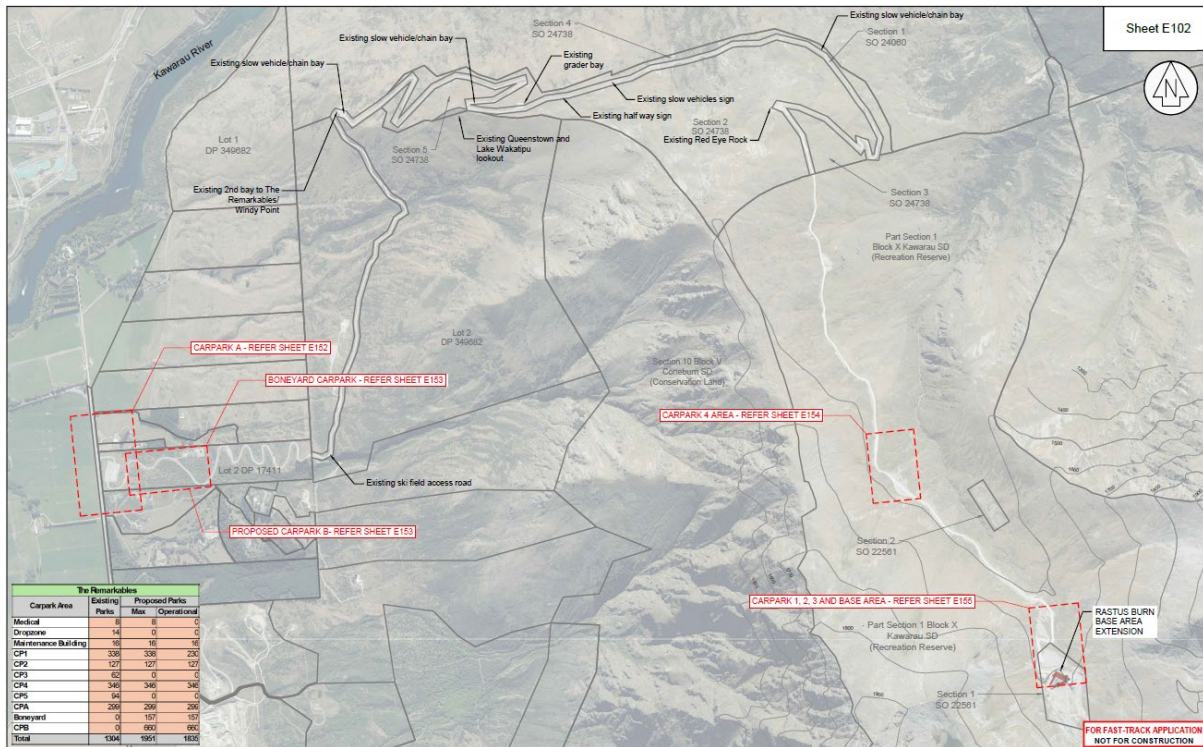 Sheet E102
Kawarau River
Section 4
SO 24738
Existing slow vehicle/chain bay
Section 1
SO 24060
Existing slow vehicle/chain bay
Existing
grader bay
Existing slow vehicle/chain bay
Existing slow vehicles sign
Existing half way sign
Lot 1
DP 349682
Section 5
SO 24738
Existing Queenstown and
Lake Wakatipu
lookout
Section 2
SO 24738
Existing Red Eye Rock
Existing 2nd bay to The
Remarkables/
Windy Point
Section 3
SO 24738
Part Section 1
Block X Kawarau SD
(Recreation Reserve)
Lot 2
DP 349682
CARPARK A - REFER SHEET E152
BONEYARD CARPARK - REFER SHEET E153
Section 10 Block V
Coneburn SD
(Conservation Land)
CARPARK 4 AREA - REFER SHEET E154
Lot 2 DP 17411
Existing ski field access road
PROPOSED CARPARK B- REFER SHEET E153
Section 2
SO 22561
CARPARK 1, 2, 3 AND BASE AREA - REFER SHEET E155
RASTUS BURN
BASE AREA
EXTENSION
Part Section 1 Block X
Kawarau SD
(Recreation Reserve)
Section 1
SO 22561
The Remarkables
Carpark Area Existing Parks Proposed Parks
Max Operational
Medical 8 8 0
Dropzone 14 0 0
Maintenance Building 16 16 16
CP1 338 338 230
CP2 127 127 127
CP3 62 0 0
CP4 346 346 346
CP5 94 0 0
CPA 299 299 299
Boneyard 0 157 157
CPB 0 660 660
Total 1304 1951 1835
FOR FAST-TRACK APPLICATION
NOT FOR CONSTRUCTION